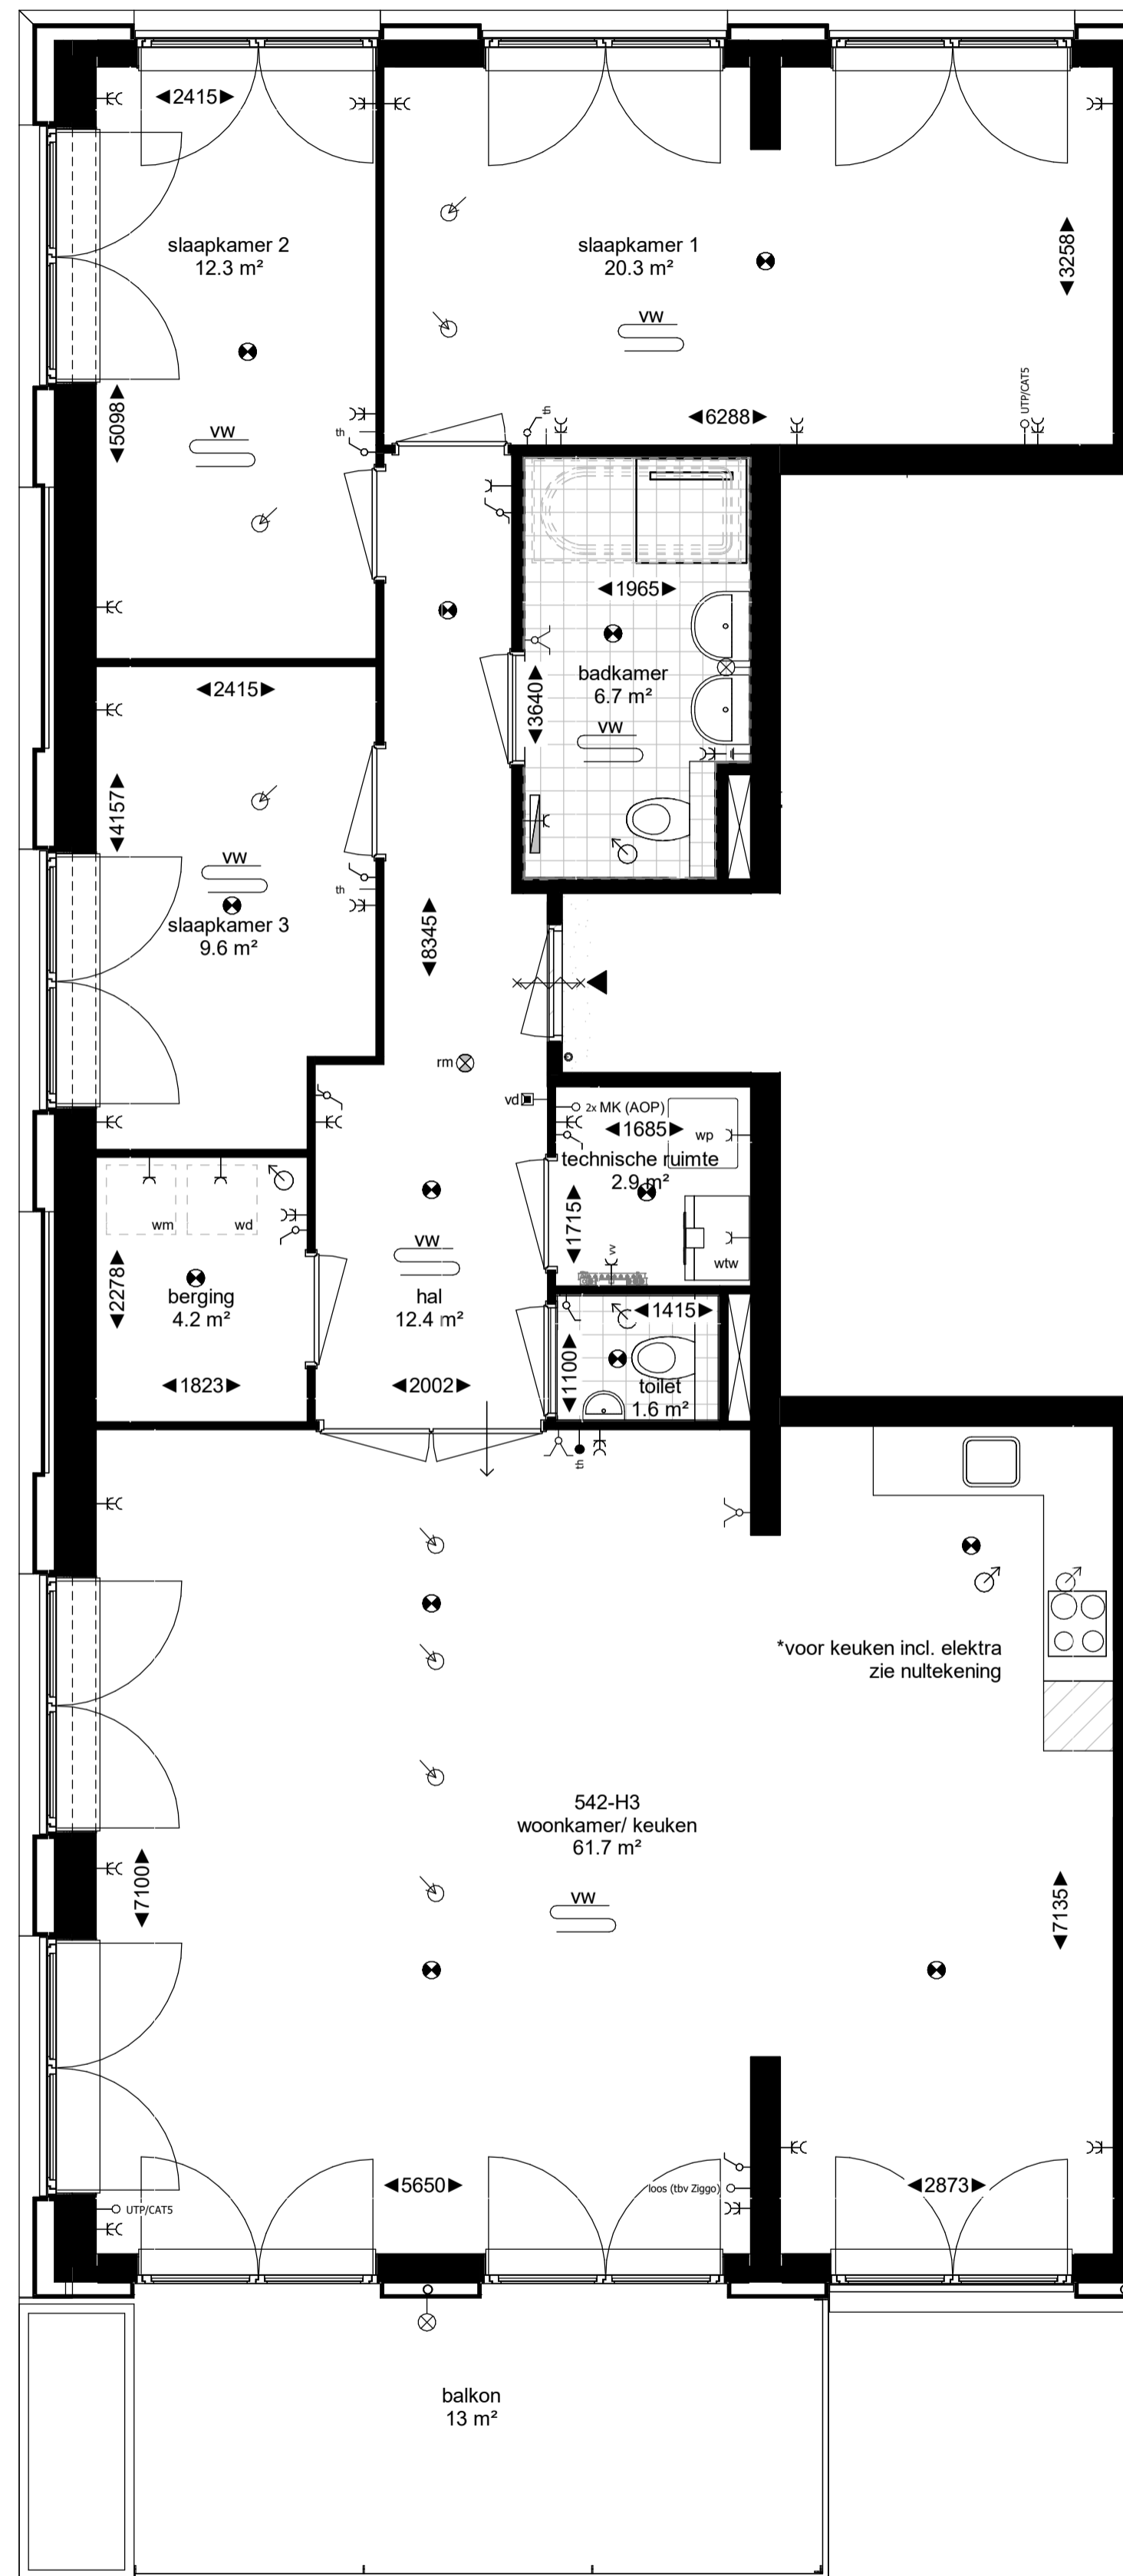 2415
slaapkamer 2
12.3 m²
slaapkamer 1
20.3 m²
3258
vw
5098
vw
th
th
6288
UTP/CAT5
1965
badkamer
6.7 m²
3640
vw
2415
4157
vw
th
slaapkamer 3
9.6 m²
8345
rm
vd
2x MK (AOP)
1685
wp
technische ruimte
2.9 m²
1715
vv
wtw
wm
wd
2278
berging
4.2 m²
1823
vw
hal
12.4 m²
2002
1415
1100
toilet
1.6 m²
th
*voor keuken incl. elektra
zie nultekening
542-H3
woonkamer/ keuken
61.7 m²
vw
7100
7135
5650
loos (tbv Ziggo)
2873
UTP/CAT5
balkon
13 m²